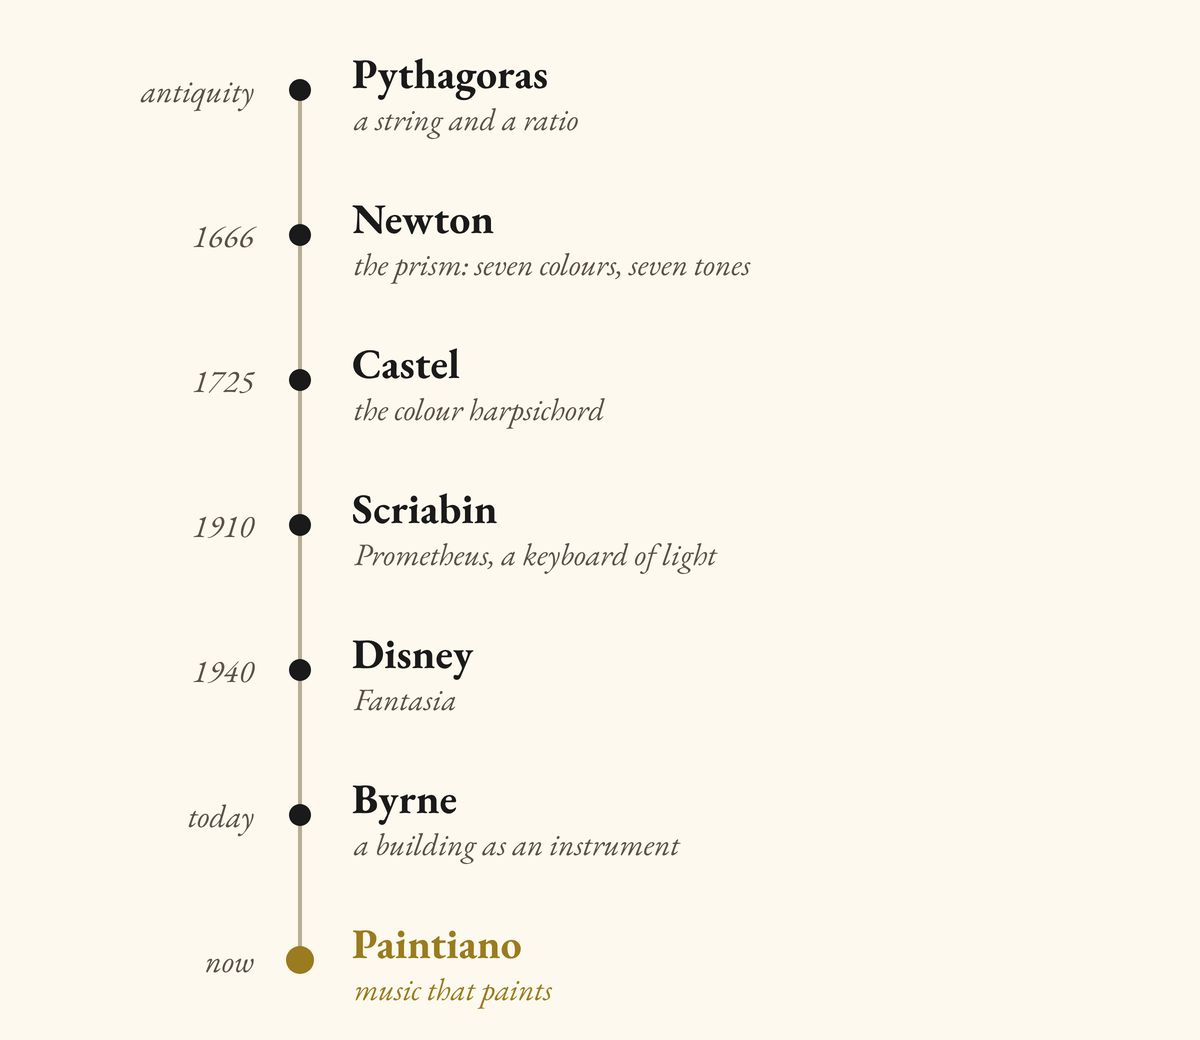 antiquity
Pythagoras
a string and a ratio
1666
Newton
the prism: seven colours, seven tones
1725
Castel
the colour harpsichord
1910
Scriabin
Prometheus, a keyboard of light
1940
Disney
Fantasia
today
Byrne
a building as an instrument
now
Paintiano
music that paints